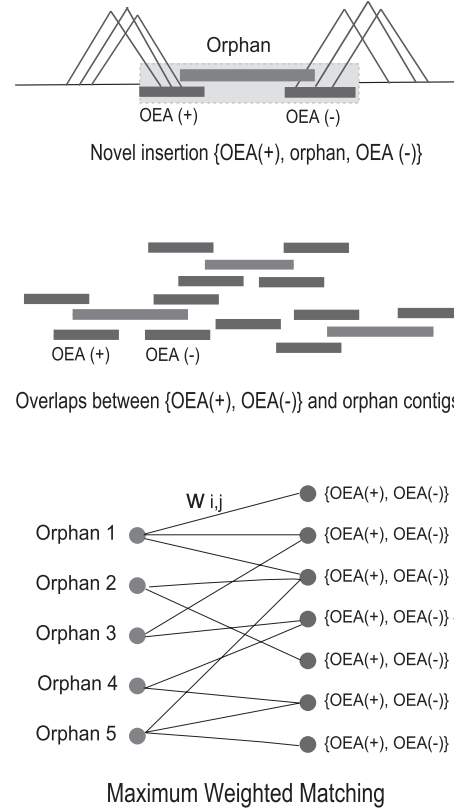 Orphan
OEA (+)
OEA (-)
Novel insertion {OEA(+), orphan, OEA (-)}
OEA (+)
OEA (-)
Overlaps between {OEA(+), OEA(-)} and orphan contigs
W i,j
{OEA(+), OEA(-)}
Orphan 1
{OEA(+), OEA(-)}
{OEA(+), OEA(-)}
Orphan 2
{OEA(+), OEA(-)}
Orphan 3
{OEA(+), OEA(-)}
Orphan 4
{OEA(+), OEA(-)}
Orphan 5
{OEA(+), OEA(-)}
Maximum Weighted Matching